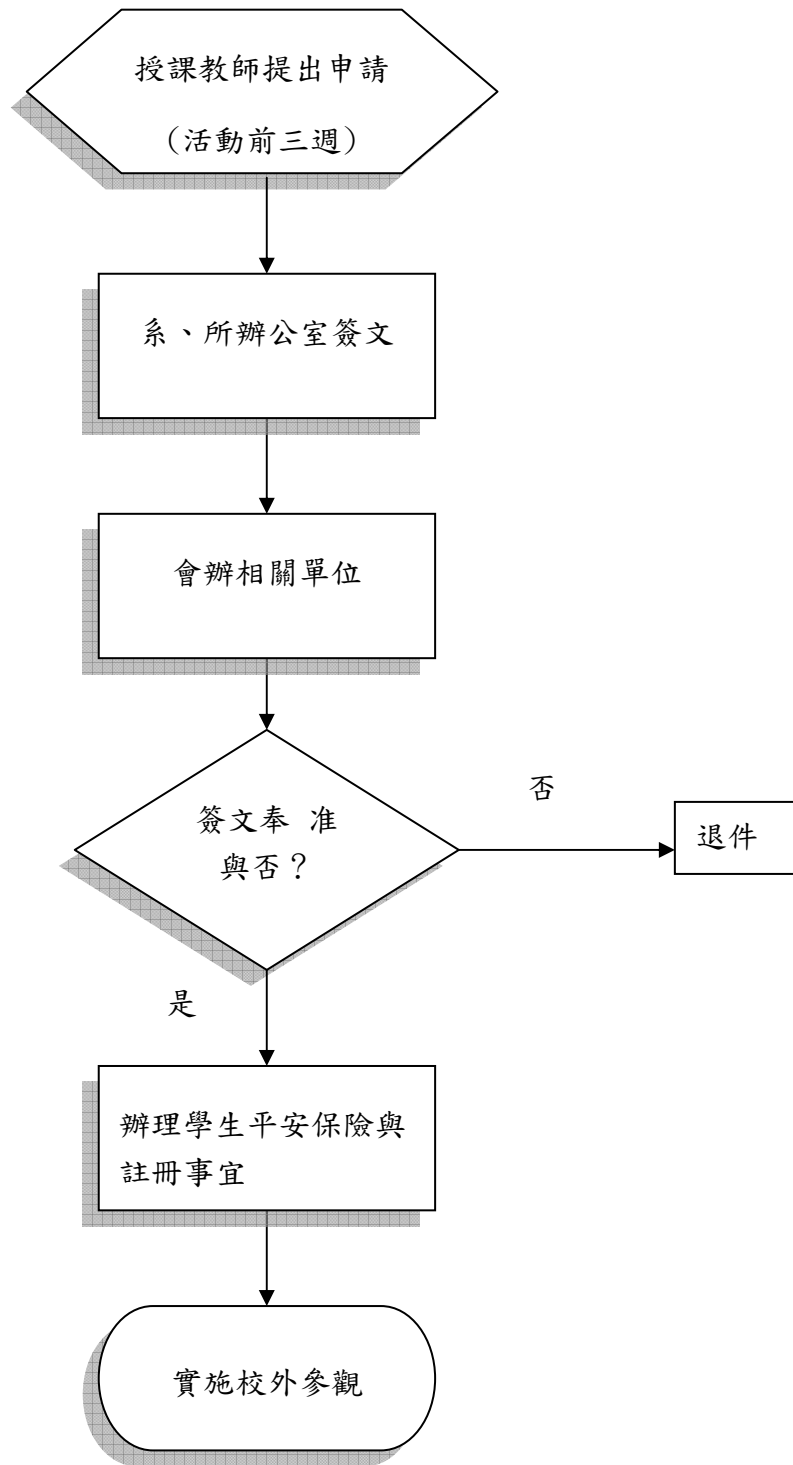 授課教師提出申請
（活動前三週）
系、所辦公室簽文
會辦相關單位
簽文奉 准
與否？
否
退件
是
辦理學生平安保險與
註冊事宜
實施校外參觀